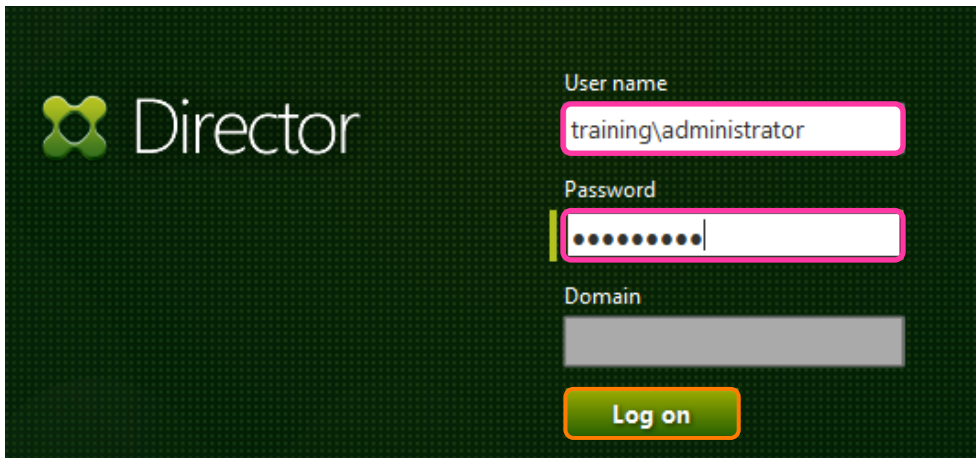 Director
User name
training\administrator
Password
●●●●●●●●●
Domain
Log on